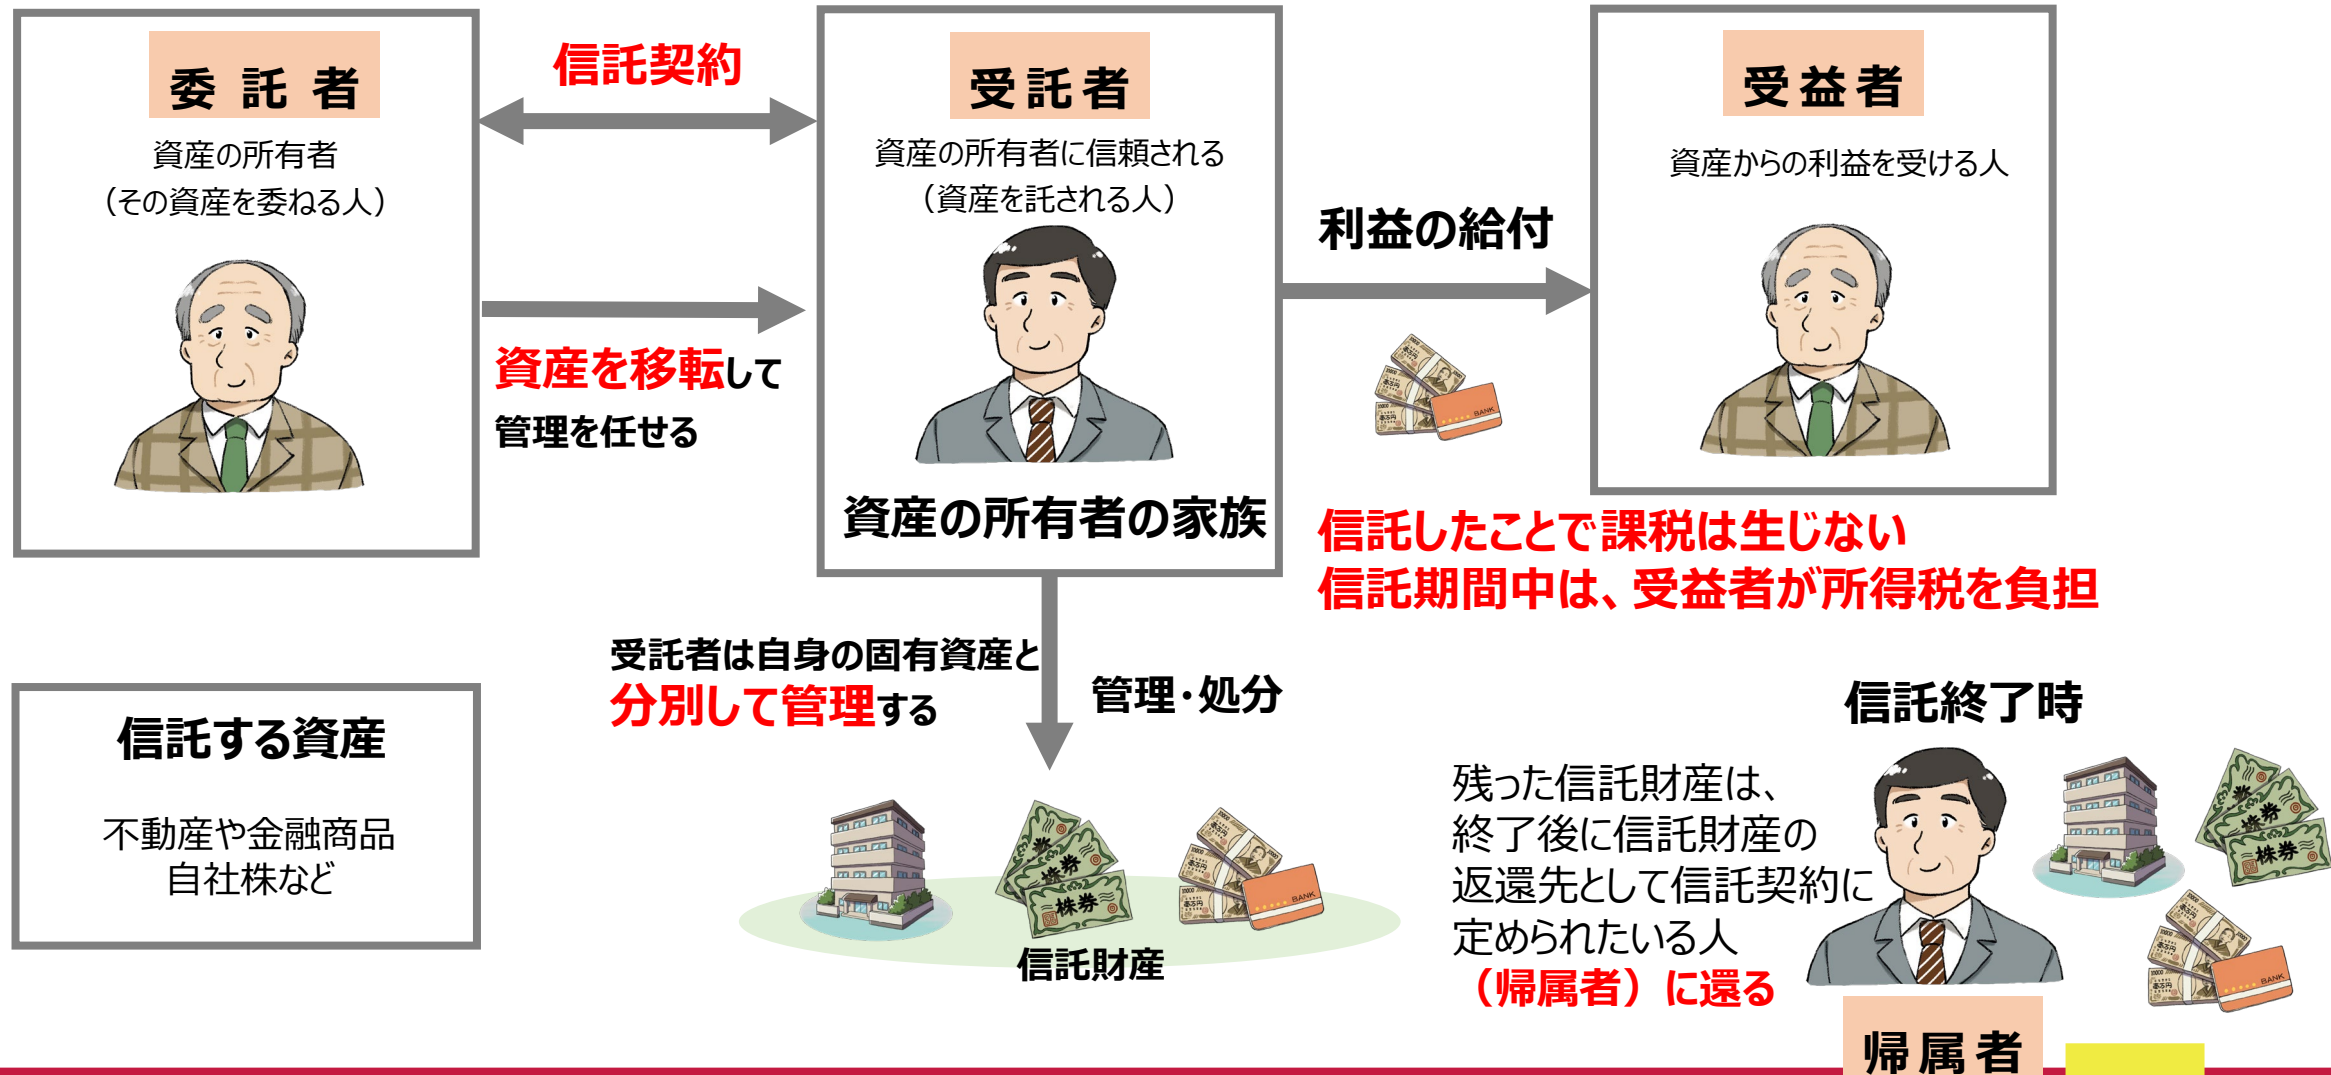 委託者
資産の所有者
（その資産を委ねる人）
信託契約
資産を移転して
管理を任せる
受託者
資産の所有者に信頼される
（資産を託される人）
資産の所有者の家族
利益の給付
受益者
資産からの利益を受ける人
信託したことで課税は生じない
信託期間中は、受益者が所得税を負担
受託者は自身の固有資産と
分別して管理する
管理･処分
信託する資産
不動産や金融商品
自社株など
株券
株券
BANK
信託財産
信託終了時
残った信託財産は、
終了後に信託財産の
返還先として信託契約に
定められたいる人
（帰属者）に還る
株券
株券
BANK
帰属者
BANK